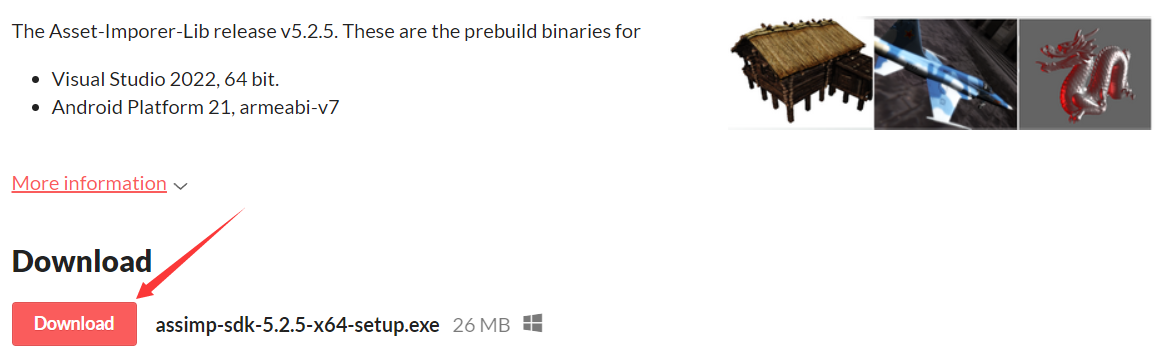 The Asset-Imporer-Lib release v5.2.5. These are the prebuild binaries for
• Visual Studio 2022, 64 bit.
• Android Platform 21, armeabi-v7
More information
Download
Download assimp-sdk-5.2.5-x64-setup.exe 26 MB